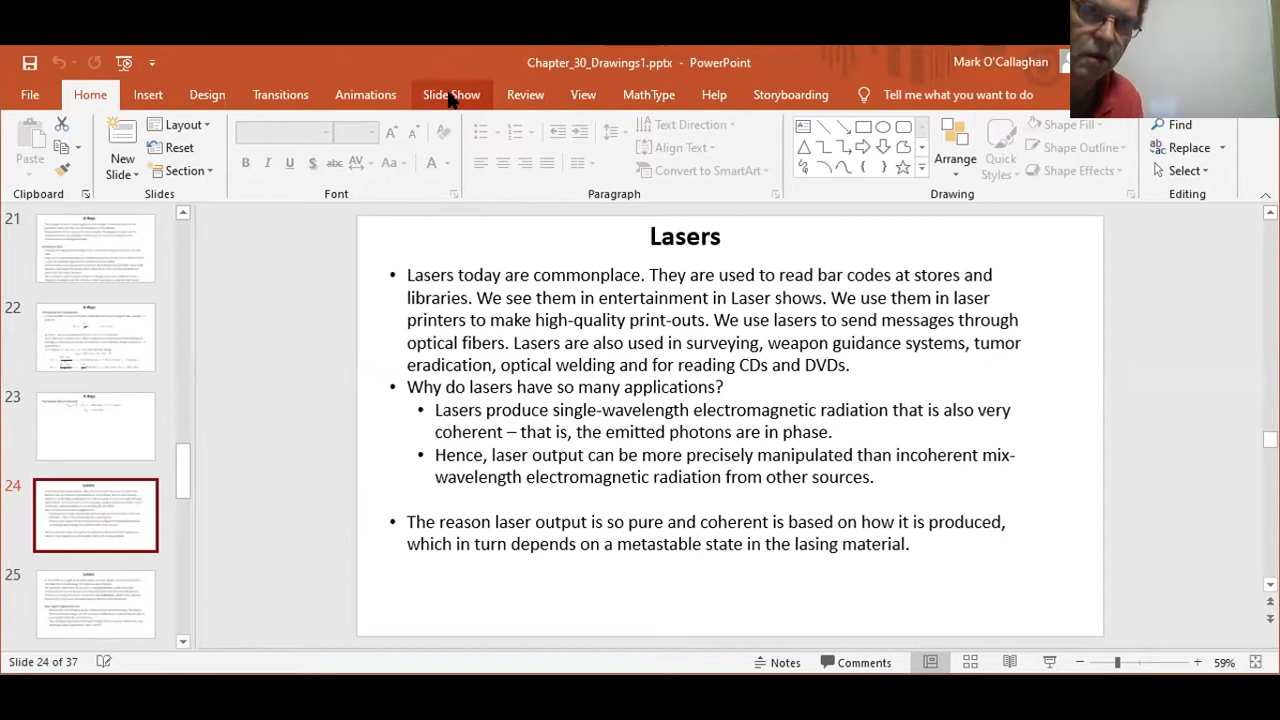 Chapter_30_Drawings1.pptx - PowerPoint
Mark O'Callaghan
File Home Insert Design Transitions Animations Slide Show Review View MathType Help Storyboarding Tell me what you want to do
Paste
New Slide
Layout
Reset
Section
B I U S abc AV Aa A
Text Direction
Align Text
Convert to SmartArt
Arrange
Quick Styles
Shape Fill
Shape Outline
Shape Effects
Find
Replace
Select
Clipboard Slides Font Paragraph Drawing Editing
21
22
23
24
25
Lasers
• Lasers today are commonplace. They are used to read bar codes at stores and
libraries. We see them in entertainment in Laser shows. We use them in laser
printers to make high-quality print-outs. We use lasers to send messages through
optical fibers. Lasers are also used in surveying, weapon guidance systems, tumor
eradication, optical welding and for reading CDs and DVDs.
• Why do lasers have so many applications?
• Lasers produce single-wavelength electromagnetic radiation that is also very
coherent – that is, the emitted photons are in phase.
• Hence, laser output can be more precisely manipulated than incoherent mix-
wavelength electromagnetic radiation from other sources.
• The reason laser output is so pure and coherent is based on how it is produced,
which in turn depends on a metastable state in the lasing material.
Slide 24 of 37
Notes
Comments
59%